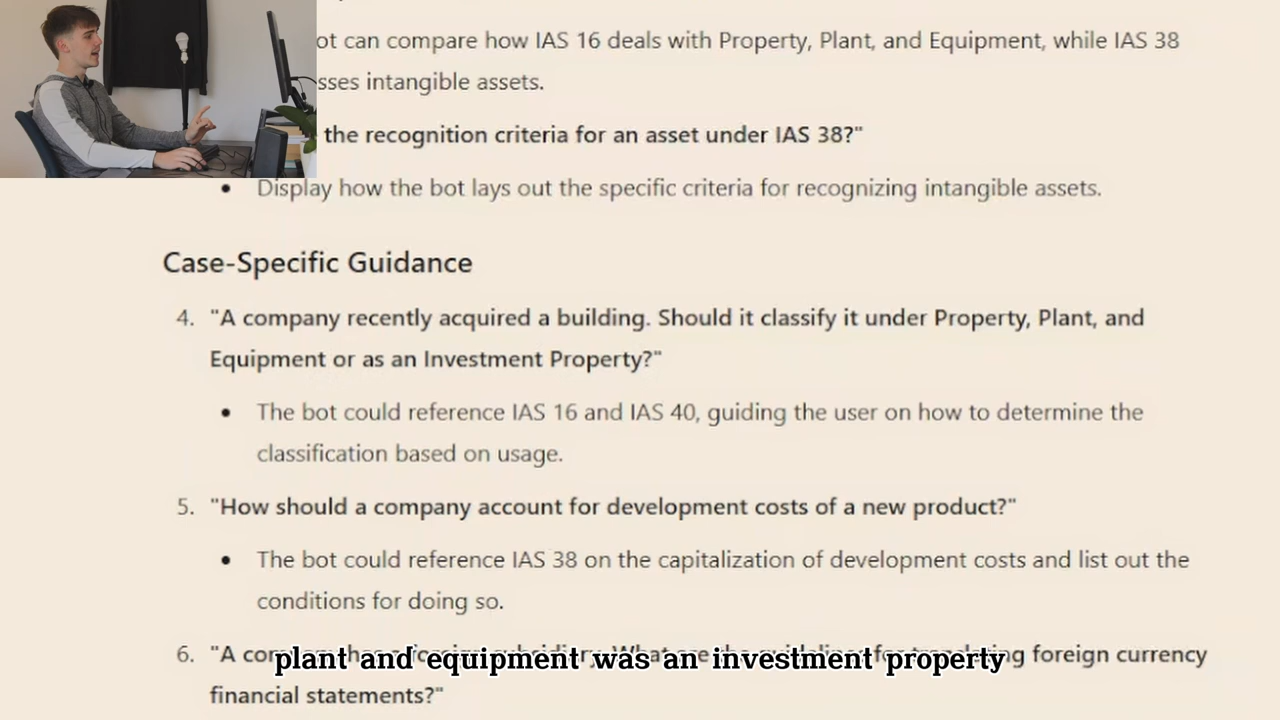 ot can compare how IAS 16 deals with Property, Plant, and Equipment, while IAS 38
sses intangible assets.
the recognition criteria for an asset under IAS 38?"
• Display how the bot lays out the specific criteria for recognizing intangible assets.
Case-Specific Guidance
4. "A company recently acquired a building. Should it classify it under Property, Plant, and
Equipment or as an Investment Property?"
• The bot could reference IAS 16 and IAS 40, guiding the user on how to determine the
classification based on usage.
5. "How should a company account for development costs of a new product?"
• The bot could reference IAS 38 on the capitalization of development costs and list out the
conditions for doing so.
6. "A foreign currency
plant and equipment was an investment property
financial statements?"